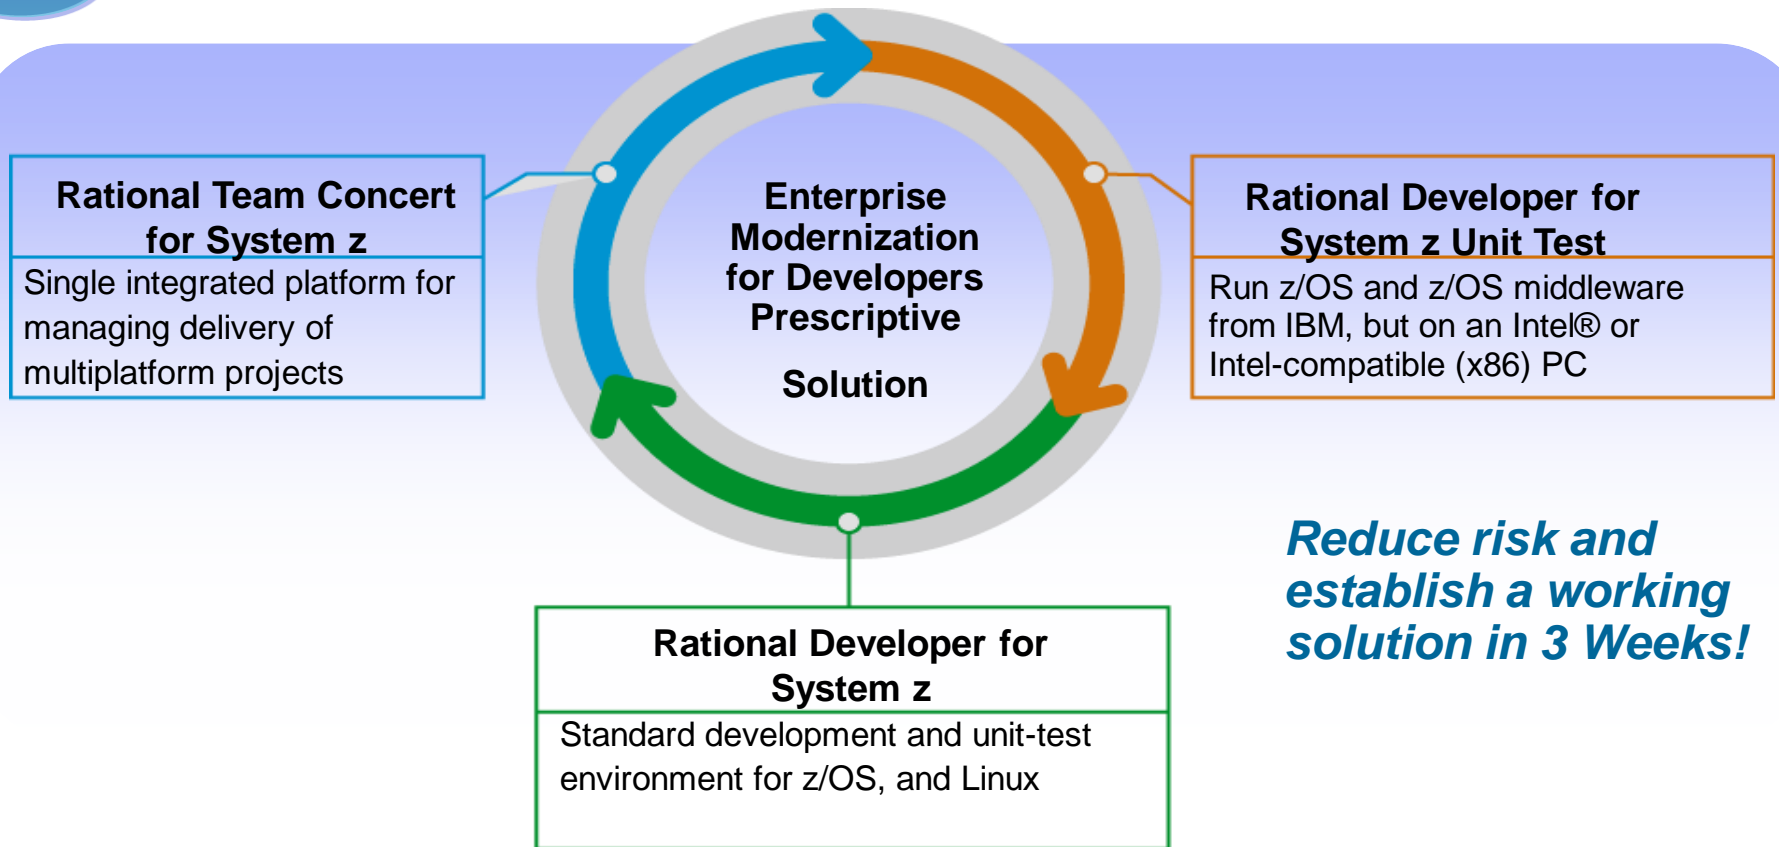 Rational Team Concert
for System z
Single integrated platform for
managing delivery of
multiplatform projects
Enterprise
Modernization
for Developers
Prescriptive
Solution
Rational Developer for
System z Unit Test
Run z/OS and z/OS middleware
from IBM, but on an Intel® or
Intel-compatible (x86) PC
Rational Developer for
System z
Standard development and unit-test
environment for z/OS, and Linux
Reduce risk and
establish a working
solution in 3 Weeks!